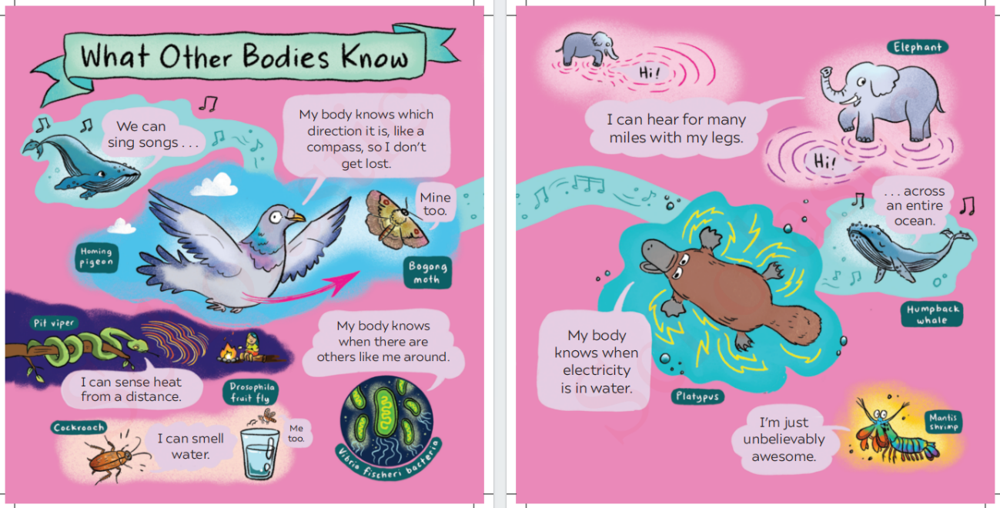 What Other Bodies Know
We can
sing songs . . .
My body knows which
direction it is, like a
compass, so I don't
get lost.
Mine
too.
Homing
pigeon
Bogong
moth
Pit viper
I can sense heat
from a distance.
My body knows
when there are
others like me around.
Drosophila
fruit fly
Cockroach
I can smell
water.
Me
too.
Vibrio fischeri bacteria
Hi!
Elephant
I can hear for many
miles with my legs.
Hi!
. . . across
an entire
ocean.
Humpback
whale
My body
knows when
electricity
is in water.
Platypus
I'm just
unbelievably
awesome.
Mantis
shrimp